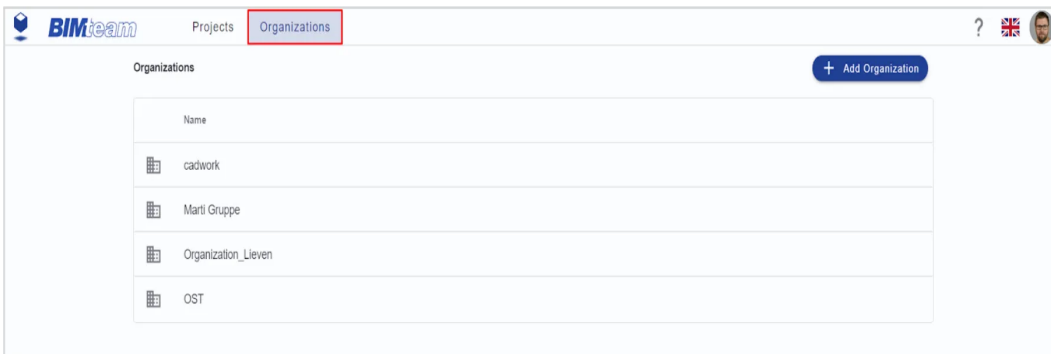 BIMteam Projects Organizations ?
Organizations + Add Organization
Name
cadwork
Marti Gruppe
Organization_Lieven
OST